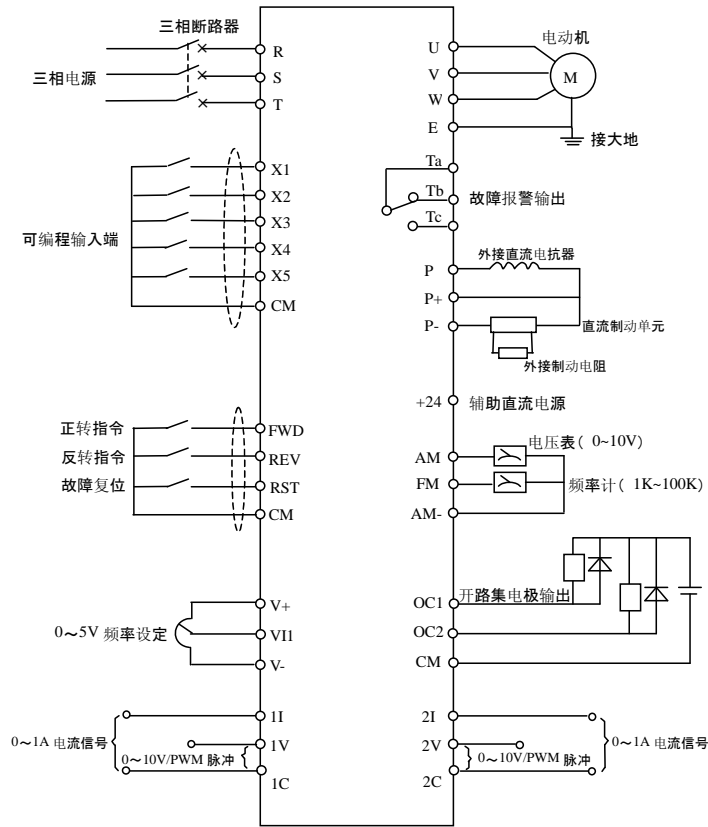 三相断路器
三相电源
R
S
T
X1
X2
X3
X4
X5
CM
可编程输入端
正转指令
反转指令
故障复位
FWD
REV
RST
CM
0～5V 频率设定
V+
VI1
V-
0～1A 电流信号
0～10V/PWM 脉冲
1I
1V
1C
U
V
W
E
电动机
M
接大地
Ta
Tb
Tc
故障报警输出
外接直流电抗器
P
P+
P-
直流制动单元
外接制动电阻
+24
辅助直流电源
电压表( 0~10V)
AM
FM
AM-
频率计( 1K~100K)
OC1
开路集电极输出
OC2
CM
2I
2V
2C
0～10V/PWM 脉冲
0～1A 电流信号